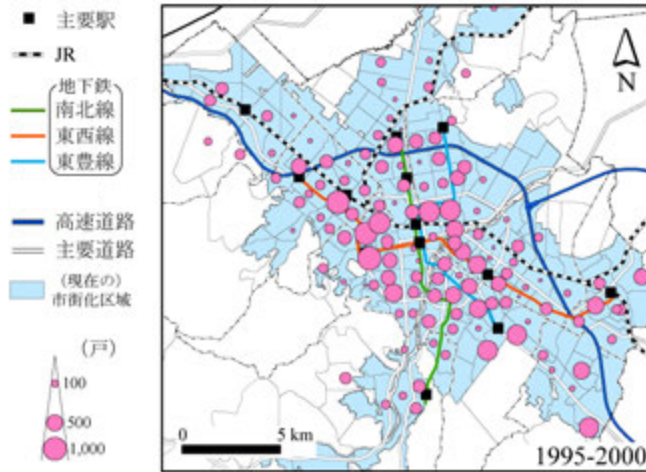 主要駅
JR
地下鉄
南北線
東西線
東豊線
高速道路
主要道路
(現在の)
市街化区域
(戸)
100
500
1,000
N
0
5 km
1995-2000